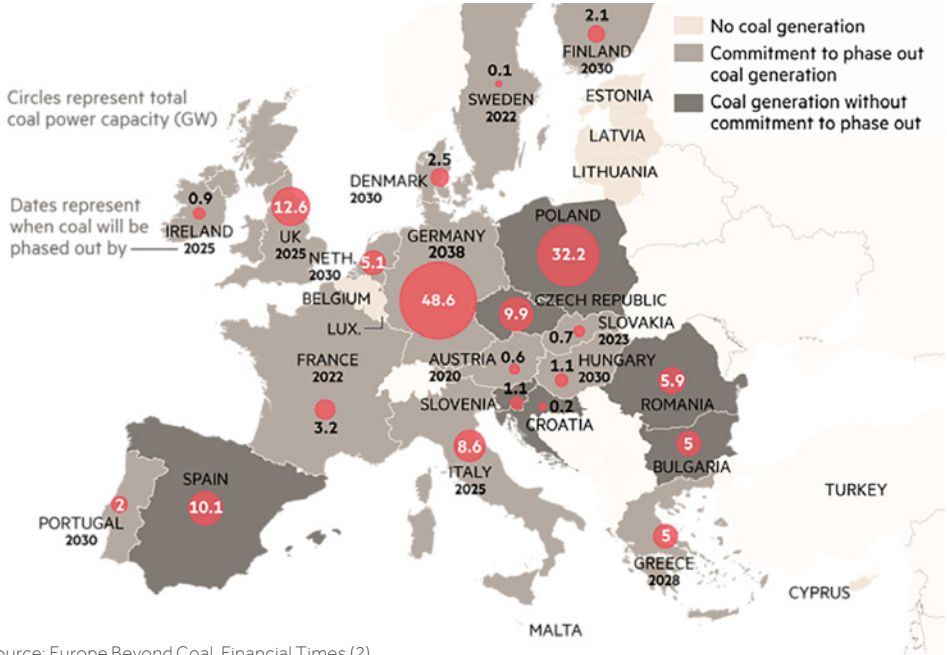 No coal generation
Commitment to phase out
coal generation
Coal generation without
commitment to phase out
Circles represent total
coal power capacity (GW)
Dates represent
when coal will be
phased out by
2.1
FINLAND
2030
0.1
SWEDEN
2022
ESTONIA
LATVIA
LITHUANIA
2.5
DENMARK
2030
0.9
IRELAND
2025
12.6
UK
2025
NETH.
2030
5.1
GERMANY
2038
48.6
POLAND
32.2
BELGIUM
LUX.
9.9
CZECH REPUBLIC
0.7
SLOVAKIA
2023
FRANCE
2022
3.2
AUSTRIA
2020
0.6
1.1
HUNGARY
2030
SLOVENIA
1.1
0.2
CROATIA
5.9
ROMANIA
8.6
ITALY
2025
5
BULGARIA
SPAIN
10.1
2
PORTUGAL
2030
TURKEY
5
GREECE
2028
CYPRUS
MALTA
ource: Europe Beyond Coal, Financial Times (2)